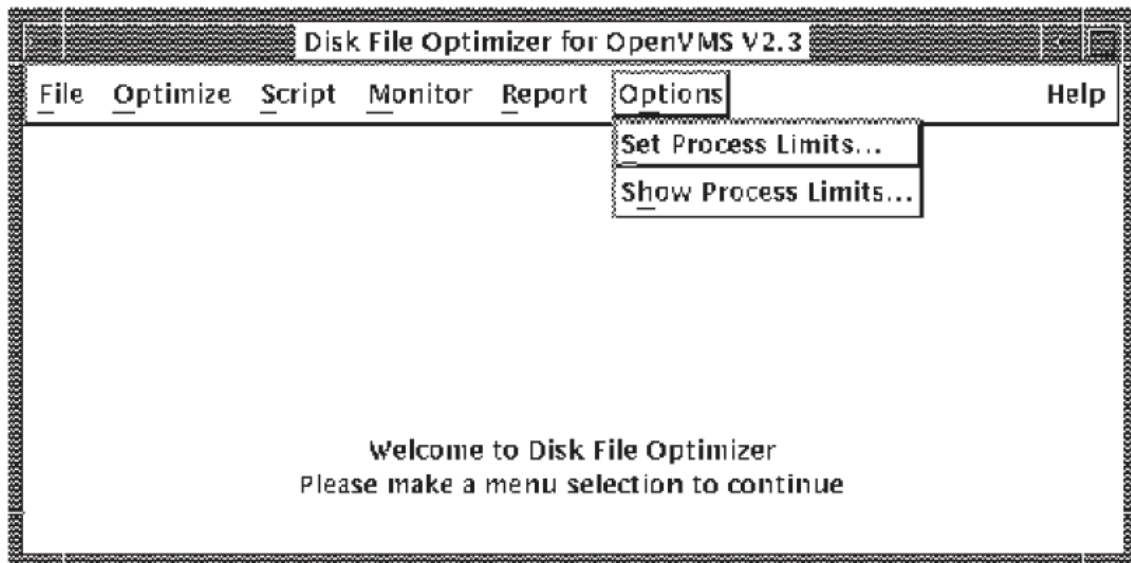 Disk File Optimizer for OpenVMS V2.3
File Optimize Script Monitor Report Options Help
Set Process Limits...
Show Process Limits...
Welcome to Disk File Optimizer
Please make a menu selection to continue